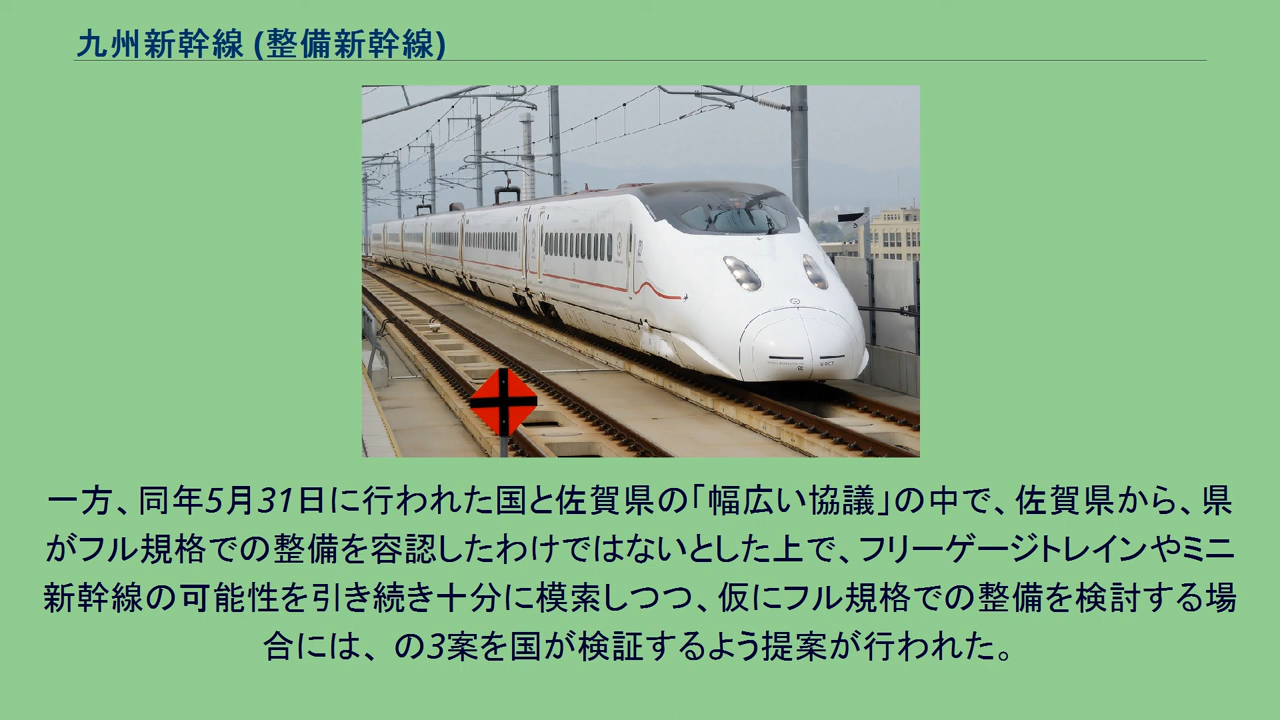 九州新幹線 (整備新幹線)
一方、同年5月31日に行われた国と佐賀県の「幅広い協議」の中で、佐賀県から、県
がフル規格での整備を容認したわけではないとした上で、フリーゲージトレインやミニ
新幹線の可能性を引き続き十分に模索しつつ、仮にフル規格での整備を検討する場
合には、の3案を国が検証するよう提案が行われた。